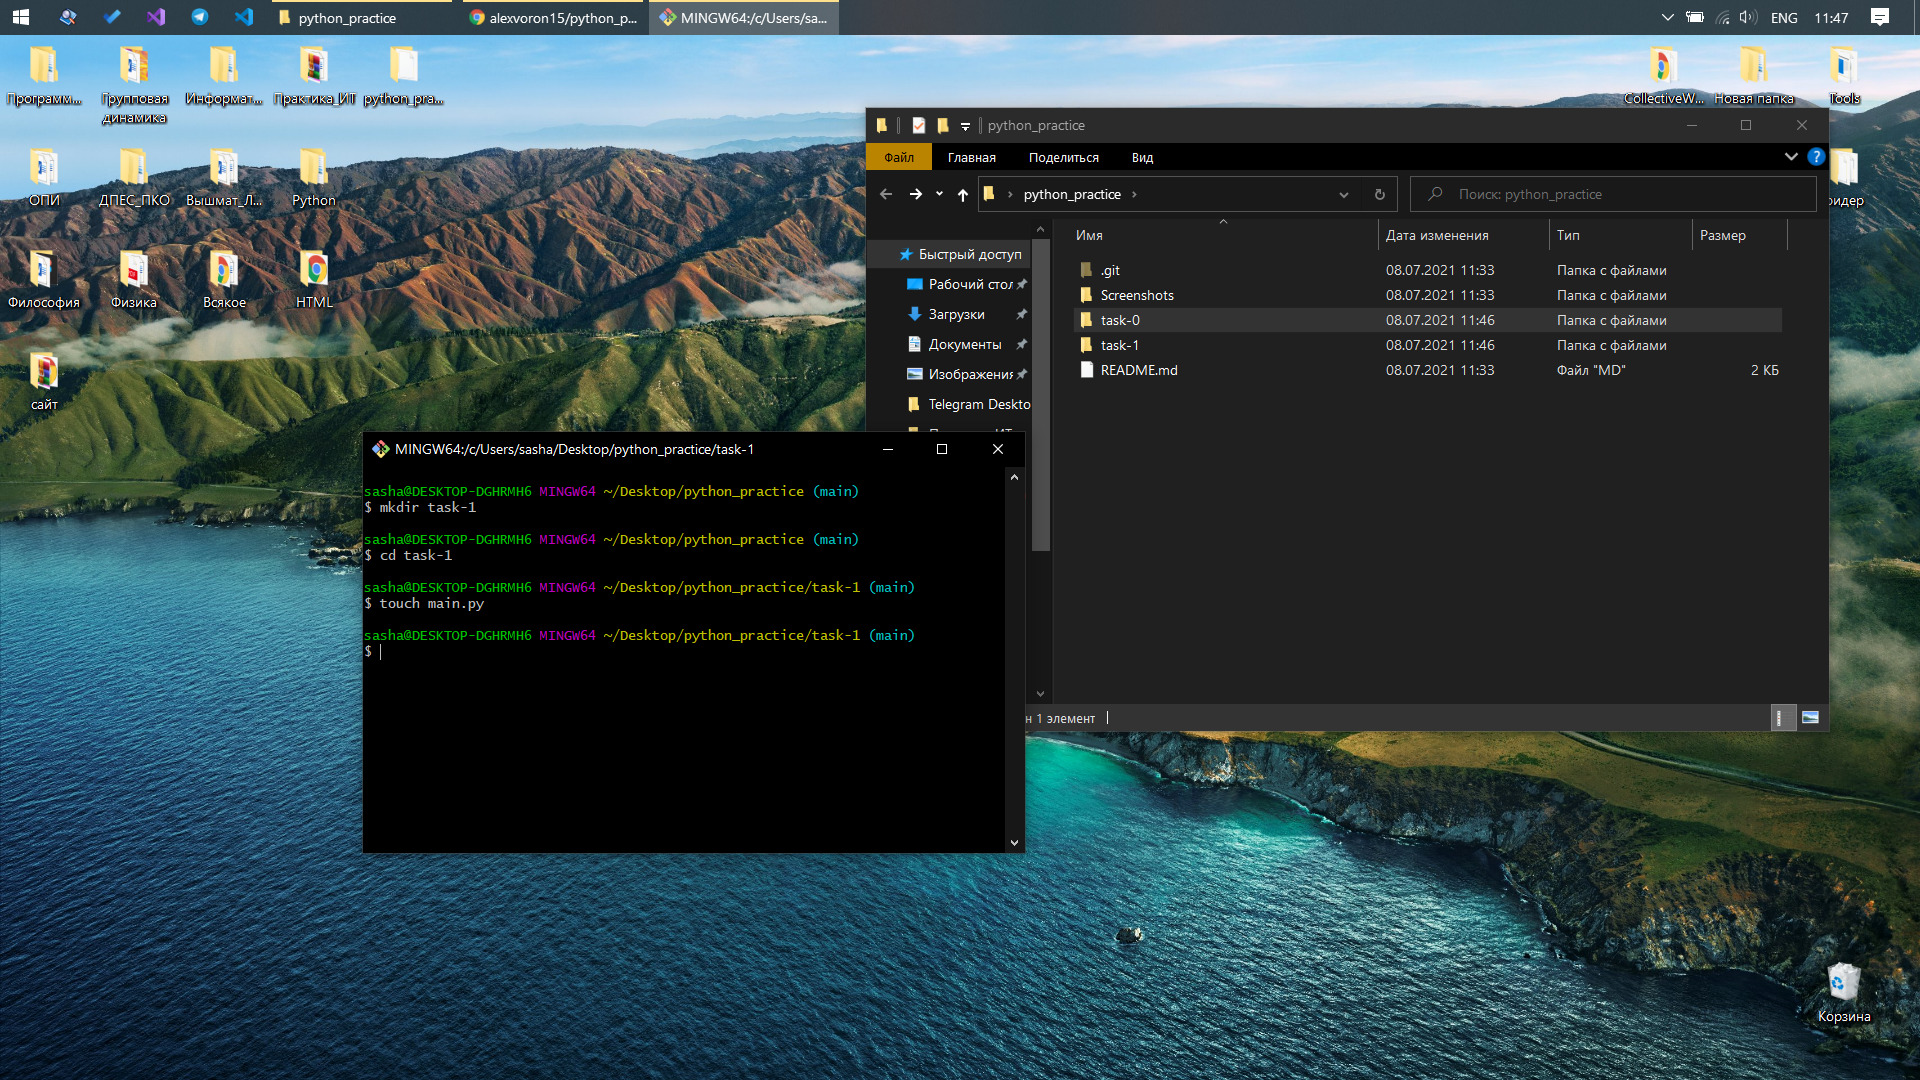 python_practice
alexvoron15/python_p...
MINGW64:/c/Users/sa...
ENG
11:47
Программ...
Групповая динамика
Информат...
Практика_ИТ
python_pra...
CollectiveW...
Новая папка
Tools
ОПИ
ДПЕС_ПКО
Вышмат_Л...
Python
Философия
Физика
Всякое
HTML
сайт
python_practice
Файл
Главная
Поделиться
Вид
?
python_practice
Поиск: python_practice
Имя
Дата изменения
Тип
Размер
Быстрый доступ
Рабочий стол
Загрузки
Документы
Изображения
Telegram Deskto
.git 08.07.2021 11:33 Папка с файлами
Screenshots 08.07.2021 11:33 Папка с файлами
task-0 08.07.2021 11:46 Папка с файлами
task-1 08.07.2021 11:46 Папка с файлами
README.md 08.07.2021 11:33 Файл "MD" 2 КБ
н 1 элемент
MINGW64:/c/Users/sasha/Desktop/python_practice/task-1
sasha@DESKTOP-DGHRMH6 MINGW64 ~/Desktop/python_practice (main)
$ mkdir task-1
sasha@DESKTOP-DGHRMH6 MINGW64 ~/Desktop/python_practice (main)
$ cd task-1
sasha@DESKTOP-DGHRMH6 MINGW64 ~/Desktop/python_practice/task-1 (main)
$ touch main.py
sasha@DESKTOP-DGHRMH6 MINGW64 ~/Desktop/python_practice/task-1 (main)
$
Корзина